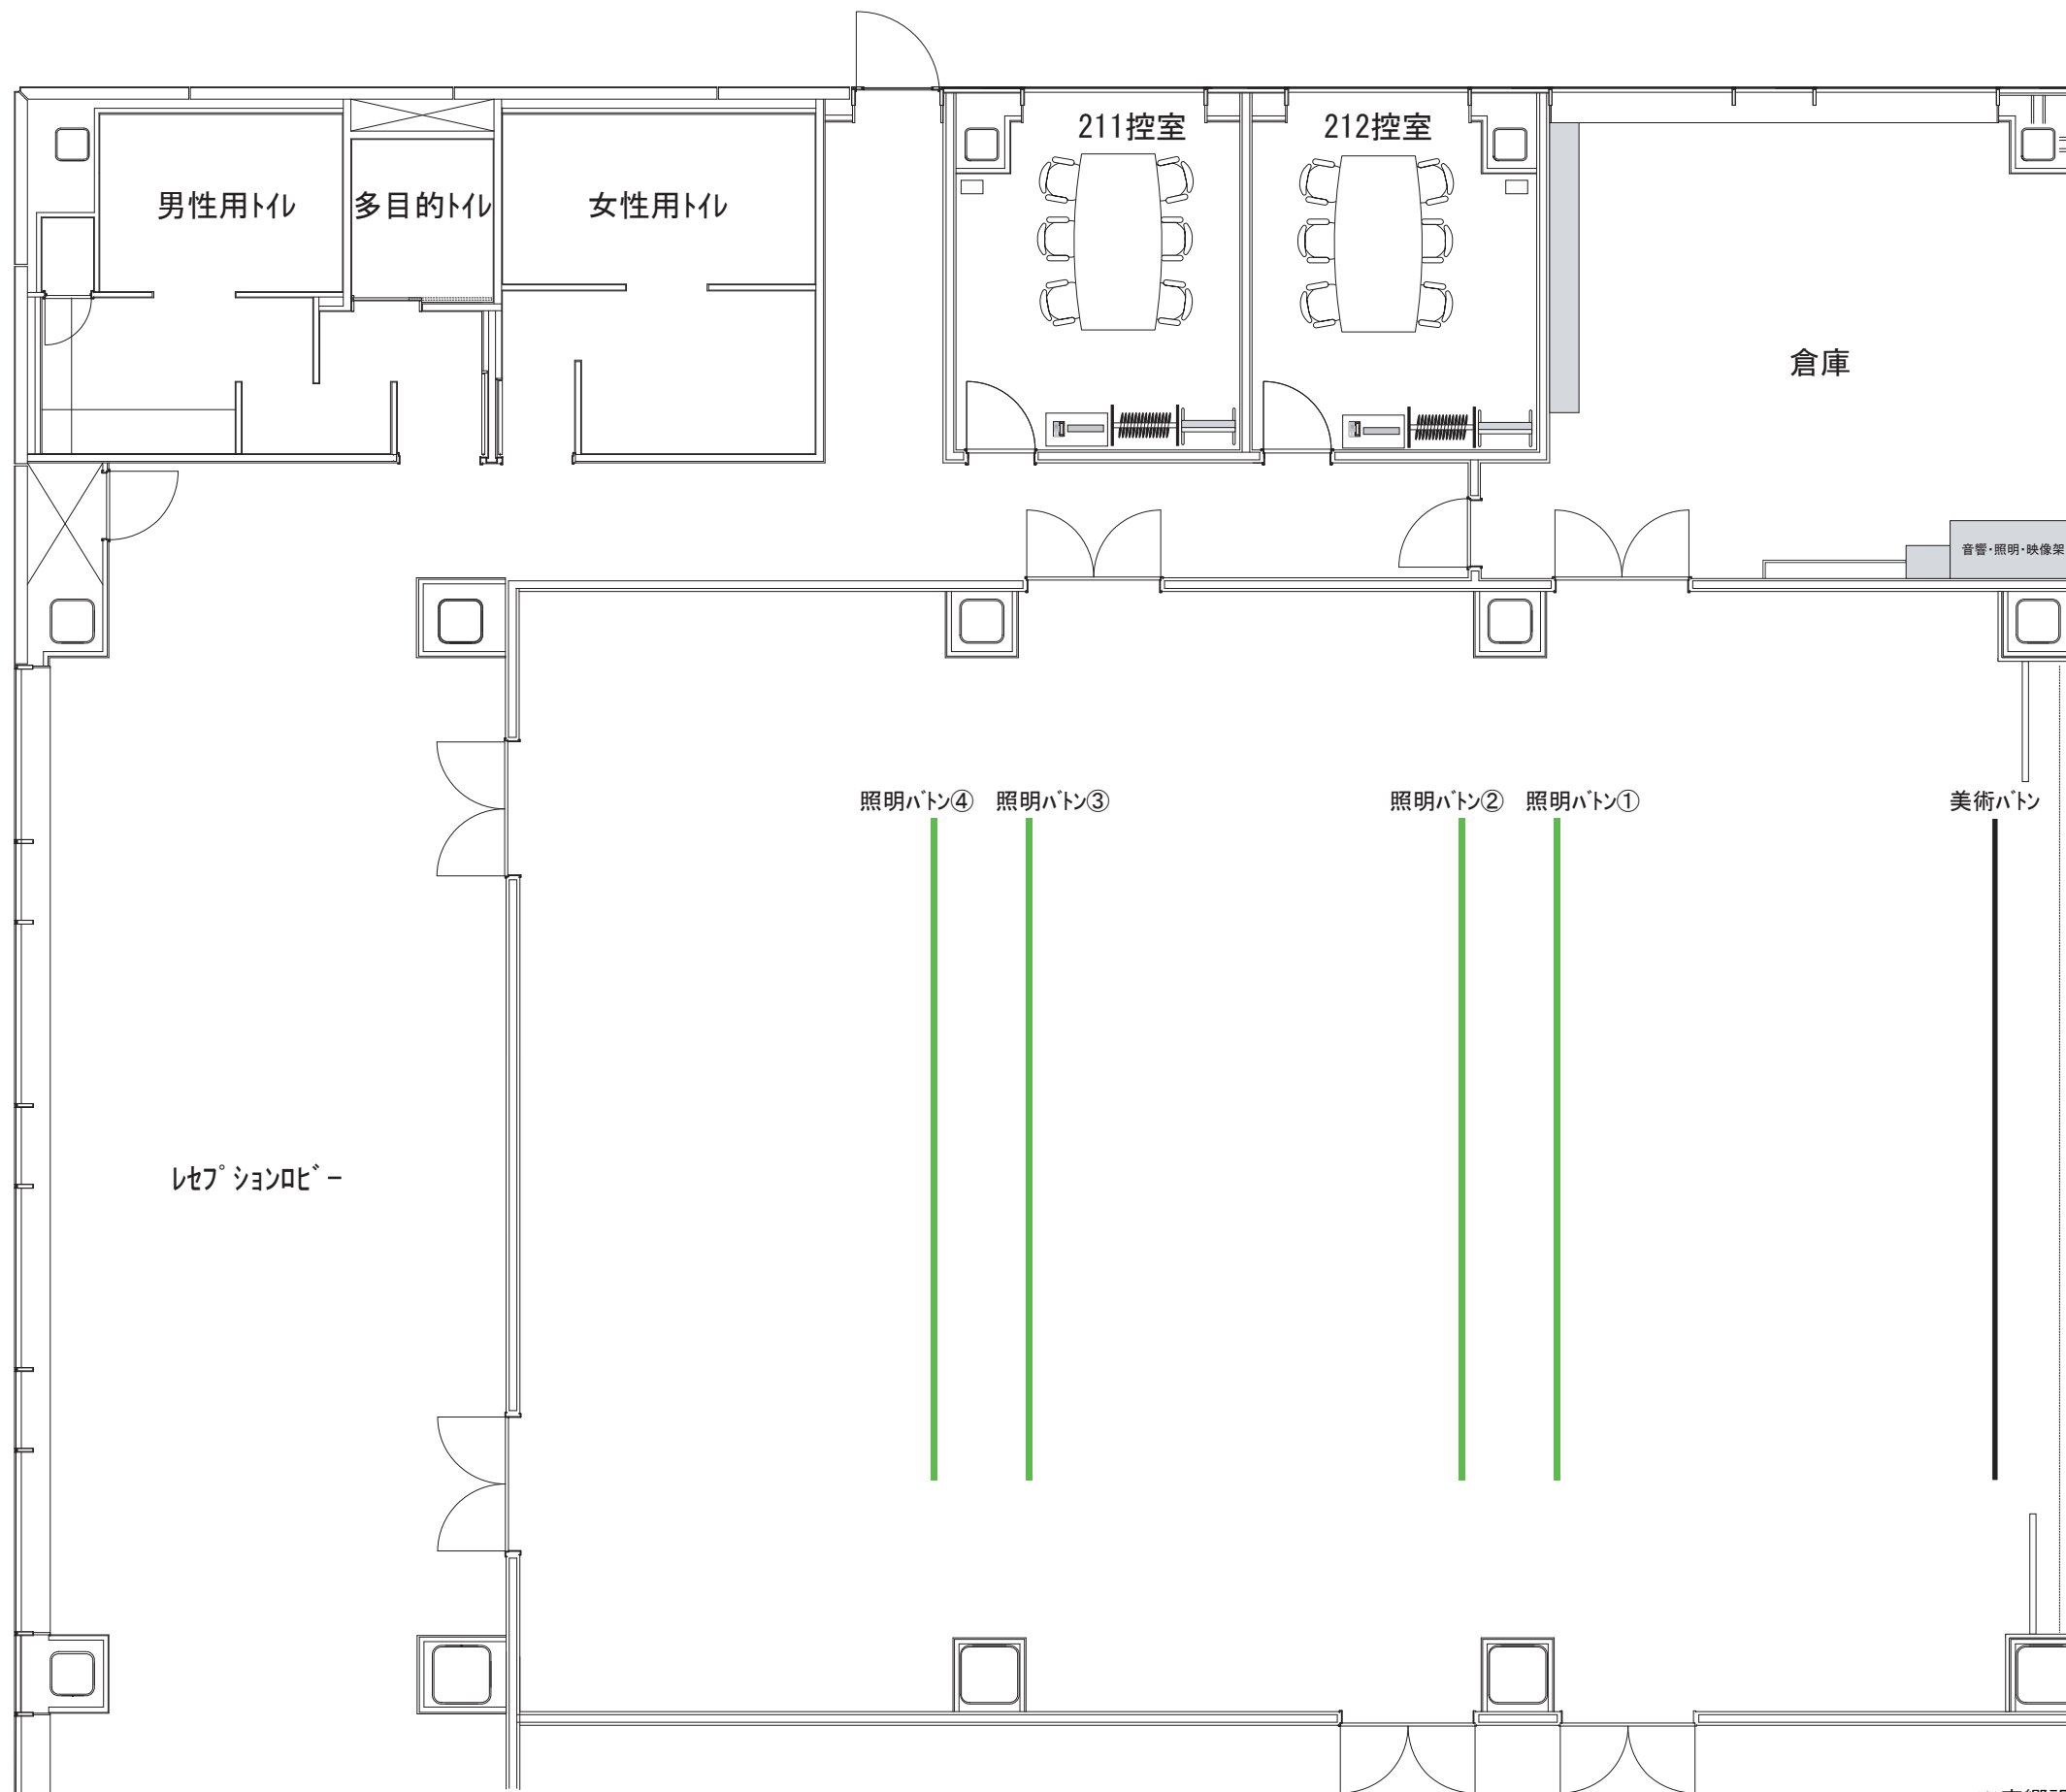 211控室
212控室
男性用ﾄｲﾚ
多目的ﾄｲﾚ
女性用ﾄｲﾚ
倉庫
音響・照明・映像架
照明ﾊﾞﾄﾝ④
照明ﾊﾞﾄﾝ③
照明ﾊﾞﾄﾝ②
照明ﾊﾞﾄﾝ①
美術ﾊﾞﾄﾝ
ﾚｾﾌﾟｼｮﾝﾛﾋﾞｰ